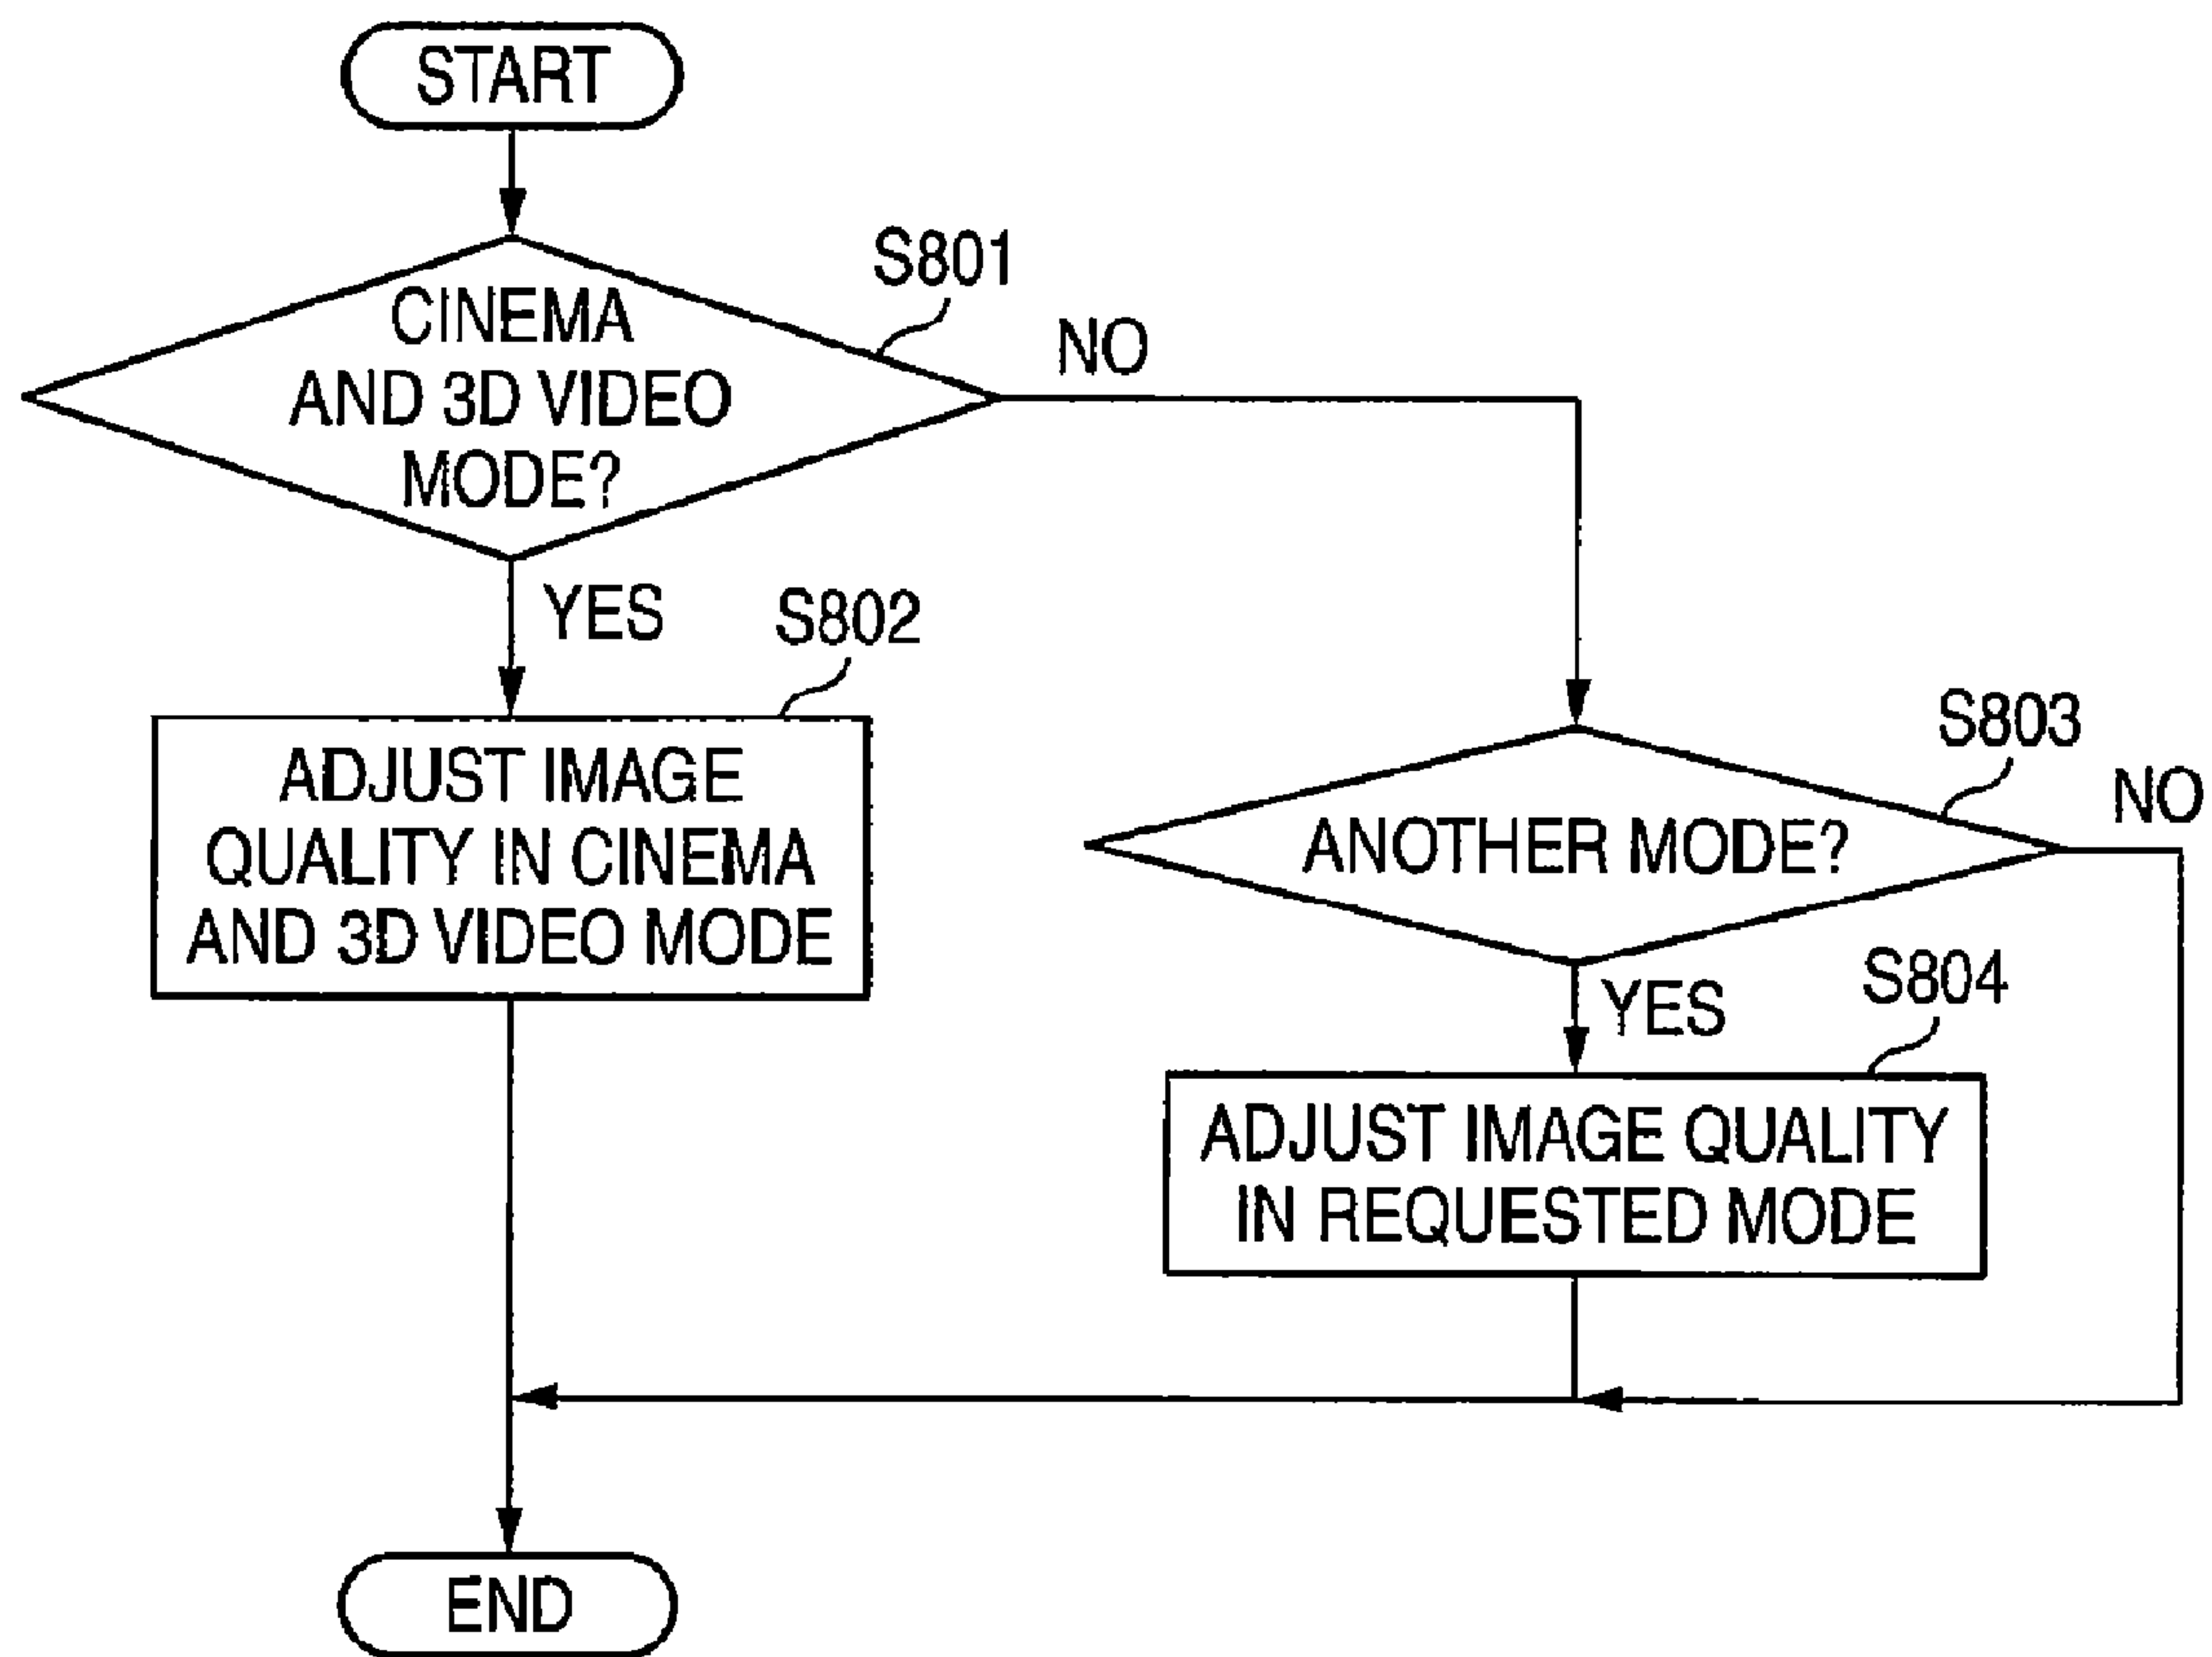 START
S801
CINEMA
AND 3D VIDEO
MODE?
NO
YES
S802
ADJUST IMAGE
QUALITY IN CINEMA
AND 3D VIDEO MODE
S803
ANOTHER MODE?
NO
YES
S804
ADJUST IMAGE QUALITY
IN REQUESTED MODE
END